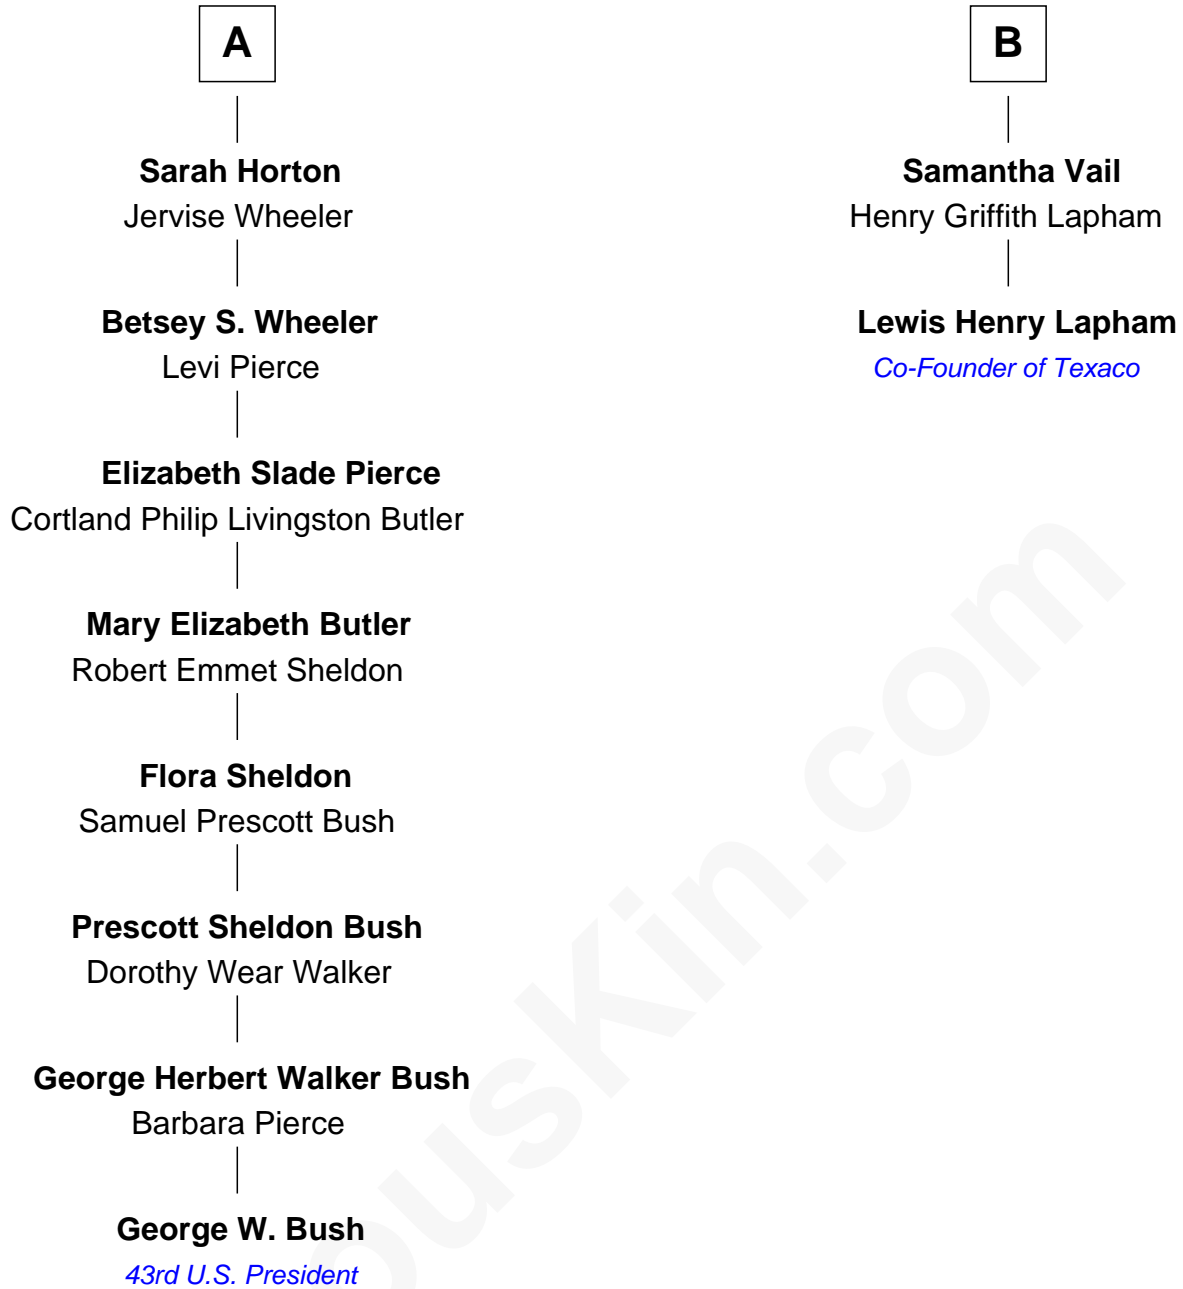 A
Sarah Horton
Jervise Wheeler
Betsey S. Wheeler
Levi Pierce
Elizabeth Slade Pierce
Cortland Philip Livingston Butler
Mary Elizabeth Butler
Robert Emmet Sheldon
Flora Sheldon
Samuel Prescott Bush
Prescott Sheldon Bush
Dorothy Wear Walker
George Herbert Walker Bush
Barbara Pierce
George W. Bush
43rd U.S. President
B
Samantha Vail
Henry Griffith Lapham
Lewis Henry Lapham
Co-Founder of Texaco
ousKin.com